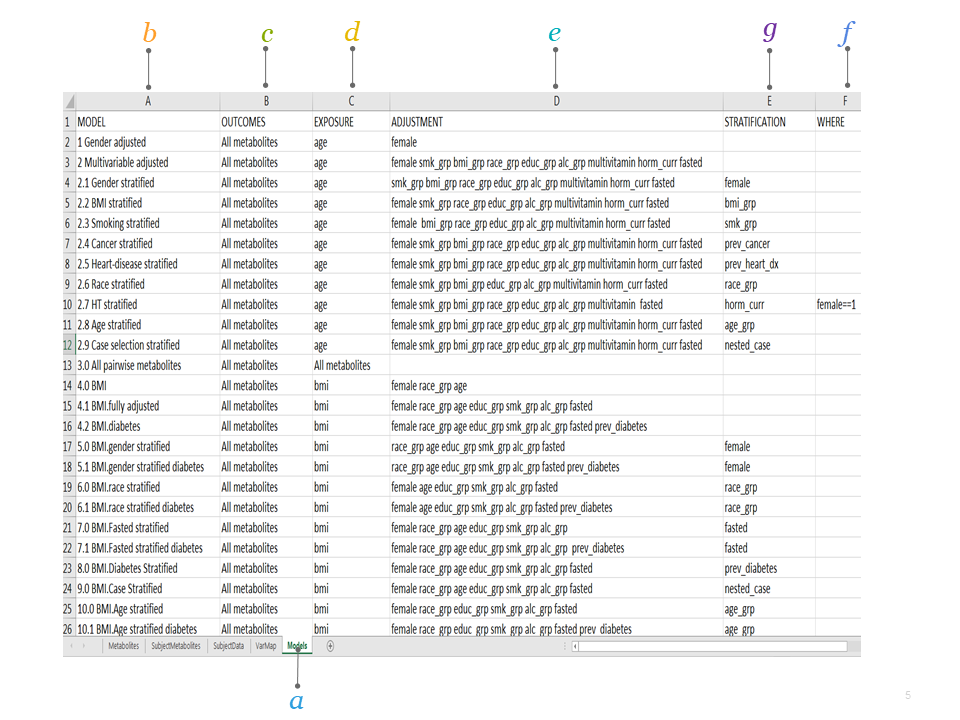 b c d e g f
A B C D E F
1 MODEL OUTCOMES EXPOSURE ADJUSTMENT STRATIFICATION WHERE
2 1 Gender adjusted All metabolites age female
3 2 Multivariable adjusted All metabolites age female smk_grp bmi_grp race_grp educ_grp alc_grp multivitamin horm_curr fasted
4 2.1 Gender stratified All metabolites age smk_grp bmi_grp race_grp educ_grp alc_grp multivitamin horm_curr fasted female
5 2.2 BMI stratified All metabolites age female smk_grp race_grp educ_grp alc_grp multivitamin horm_curr fasted bmi_grp
6 2.3 Smoking stratified All metabolites age female bmi_grp race_grp educ_grp alc_grp multivitamin horm_curr fasted smk_grp
7 2.4 Cancer stratified All metabolites age female smk_grp bmi_grp race_grp educ_grp alc_grp multivitamin horm_curr fasted prev_cancer
8 2.5 Heart-disease stratified All metabolites age female smk_grp bmi_grp race_grp educ_grp alc_grp multivitamin horm_curr fasted prev_heart_dx
9 2.6 Race stratified All metabolites age female smk_grp bmi_grp educ_grp alc_grp multivitamin horm_curr fasted race_grp
10 2.7 HT stratified All metabolites age female smk_grp bmi_grp race_grp educ_grp alc_grp multivitamin fasted horm_curr female==1
11 2.8 Age stratified All metabolites age female smk_grp bmi_grp race_grp educ_grp alc_grp multivitamin horm_curr fasted age_grp
12 2.9 Case selection stratified All metabolites age female smk_grp bmi_grp race_grp educ_grp alc_grp multivitamin horm_curr fasted nested_case
13 3.0 All pairwise metabolites All metabolites All metabolites
14 4.0 BMI All metabolites bmi female race_grp age
15 4.1 BMI.fully adjusted All metabolites bmi female race_grp age educ_grp smk_grp alc_grp fasted
16 4.2 BMI.diabetes All metabolites bmi female race_grp age educ_grp smk_grp alc_grp fasted prev_diabetes
17 5.0 BMI.gender stratified All metabolites bmi race_grp age educ_grp smk_grp alc_grp fasted female
18 5.1 BMI.gender stratified diabetes All metabolites bmi race_grp age educ_grp smk_grp alc_grp fasted prev_diabetes female
19 6.0 BMI.race stratified All metabolites bmi female age educ_grp smk_grp alc_grp fasted race_grp
20 6.1 BMI.race stratified diabetes All metabolites bmi female age educ_grp smk_grp alc_grp fasted prev_diabetes race_grp
21 7.0 BMI.Fasted stratified All metabolites bmi female race_grp age educ_grp smk_grp alc_grp fasted
22 7.1 BMI.Fasted stratified diabetes All metabolites bmi female race_grp age educ_grp smk_grp alc_grp prev_diabetes fasted
23 8.0 BMI.Diabetes Stratified All metabolites bmi female race_grp age educ_grp smk_grp alc_grp fasted prev_diabetes
24 9.0 BMI.Case Stratified All metabolites bmi female race_grp age educ_grp smk_grp alc_grp fasted nested_case
25 10.0 BMI.Age stratified All metabolites bmi female race_grp educ_grp smk_grp alc_grp fasted age_grp
26 10.1 BMI.Age stratified diabetes All metabolites bmi female race_grp educ_grp smk_grp alc_grp fasted prev_diabetes age_grp
Metabolites SubjectMetabolites SubjectData VarMap Models
a
5